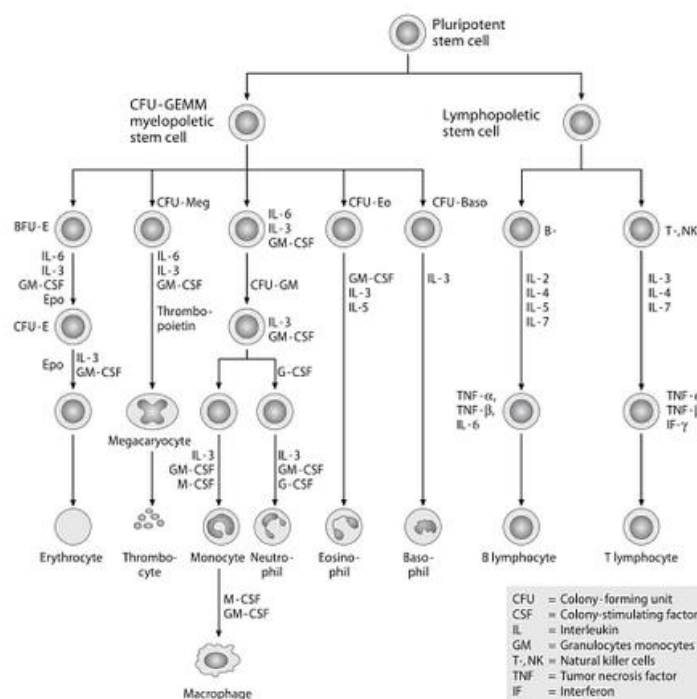 Pluripotent
stem cell
CFU-GEMM
myelopoletic
stem cell
Lymphopoletic
stem cell
BFU-E
CFU-Meg
IL-6
IL-3
GM-CSF
CFU-Eo
CFU-Baso
B-
T-,NK
IL-6
IL-3
GM-CSF
Epo
IL-6
IL-3
GM-CSF
Thrombo-
poietin
CFU-GM
GM-CSF
IL-3
IL-5
IL-3
IL-2
IL-4
IL-5
IL-7
IL-3
IL-4
IL-7
CFU-E
IL-3
GM-CSF
Epo
IL-3
GM-CSF
G-CSF
Megacaryocyte
TNF-α,
TNF-β,
IL-6
TNF-α
TNF-β
IF-γ
IL-3
GM-CSF
M-CSF
IL-3
GM-CSF
G-CSF
Erythrocyte
Thrombo-
cyte
Monocyte
Neutro-
phil
Eosino-
phil
Baso-
phil
B lymphocyte
T lymphocyte
M-CSF
GM-CSF
Macrophage
CFU = Colony-forming unit
CSF = Colony-stimulating factor
IL = Interleukin
GM = Granulocytes monocytes
T-,NK = Natural killer cells
TNF = Tumor necrosis factor
IF = Interferon